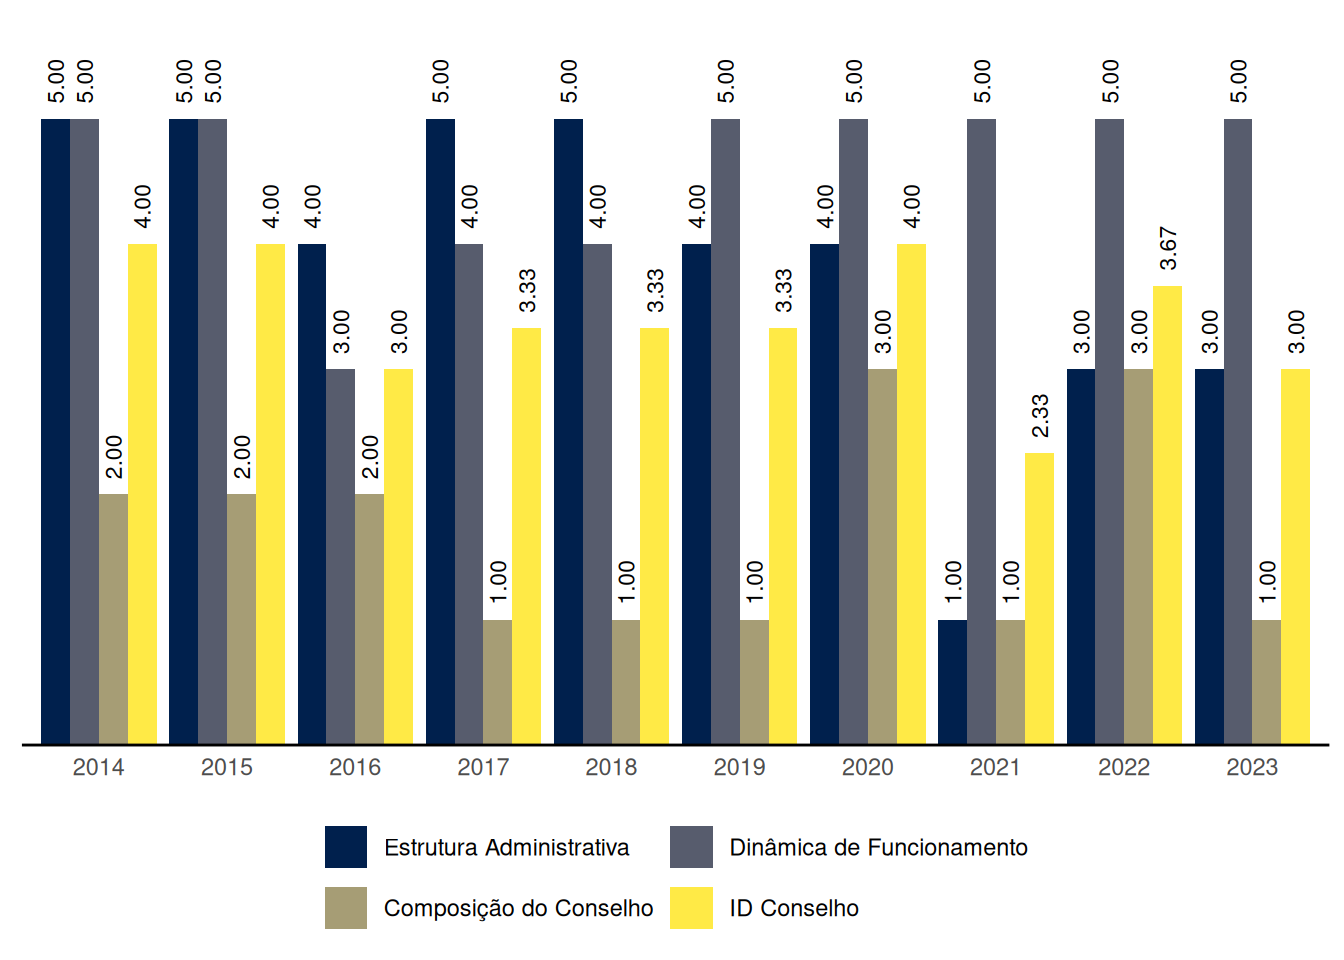 5.00 5.00 2.00 4.00
5.00 5.00 2.00 4.00
4.00 3.00 2.00 3.00
5.00 4.00 1.00 3.33
5.00 4.00 1.00 3.33
4.00 5.00 1.00 3.33
4.00 5.00 3.00 4.00
1.00 5.00 1.00 2.33
3.00 5.00 3.00 3.67
3.00 5.00 1.00 3.00
2014 2015 2016 2017 2018 2019 2020 2021 2022 2023
Estrutura Administrativa Dinâmica de Funcionamento
Composição do Conselho ID Conselho